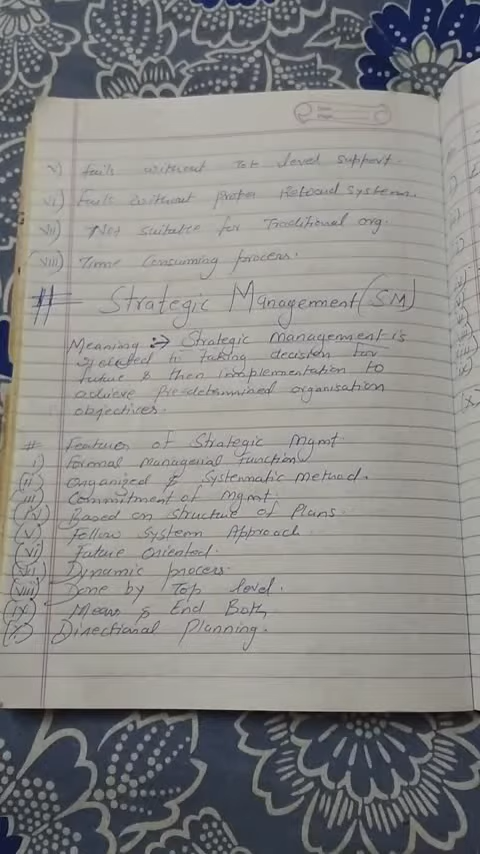 v) Fails without Top level support.
vi) Fails without proper Reward system.
vii) Not suitable for Traditional org.
viii) Time Consuming process.
# Strategic Management (SM)
Meaning :→ Strategic management is
related to taking decision for
future & then implementation to
achieve pre-determined organisation
objectives.
# Features of Strategic Mgmt.
i) Formal Managerial Function
ii) Organized & Systematic method.
iii) Commitment of mgmt.
iv) Based on Structure of Plans.
v) Follow System Approach.
vi) Future Oriented.
vii) Dynamic process.
viii) Done by Top level.
ix) Means & End Both,
x) Directional Planning.